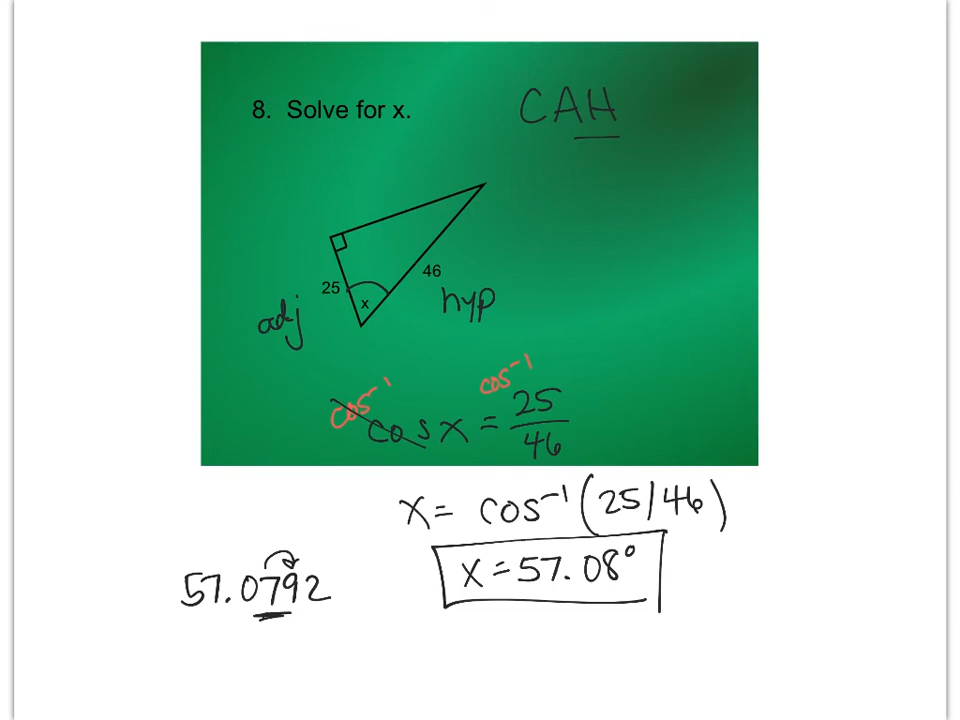 8. Solve for x.
CAH
25
46
x
adj
hyp
cos⁻¹
cos⁻¹
cos x = 25/46
x = cos⁻¹(25/46)
x = 57.08°
57.0792